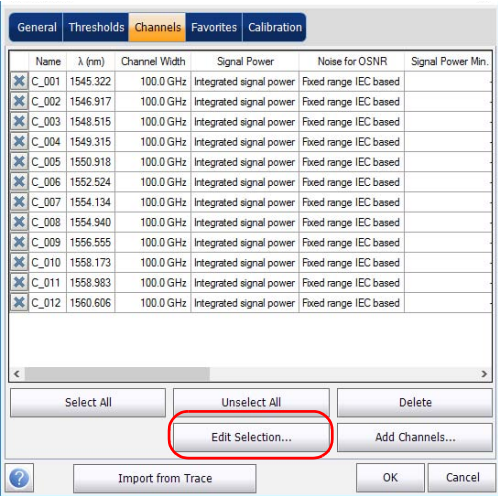 General Thresholds Channels Favorites Calibration
Name λ (nm) Channel Width Signal Power Noise for OSNR Signal Power Min.
C_001 1545.322 100.0 GHz Integrated signal power Fixed range IEC based
C_002 1546.917 100.0 GHz Integrated signal power Fixed range IEC based
C_003 1548.515 100.0 GHz Integrated signal power Fixed range IEC based
C_004 1549.315 100.0 GHz Integrated signal power Fixed range IEC based
C_005 1550.918 100.0 GHz Integrated signal power Fixed range IEC based
C_006 1552.524 100.0 GHz Integrated signal power Fixed range IEC based
C_007 1554.134 100.0 GHz Integrated signal power Fixed range IEC based
C_008 1554.940 100.0 GHz Integrated signal power Fixed range IEC based
C_009 1556.555 100.0 GHz Integrated signal power Fixed range IEC based
C_010 1558.173 100.0 GHz Integrated signal power Fixed range IEC based
C_011 1558.983 100.0 GHz Integrated signal power Fixed range IEC based
C_012 1560.606 100.0 GHz Integrated signal power Fixed range IEC based
Select All Unselect All Delete
Edit Selection... Add Channels...
? Import from Trace OK Cancel